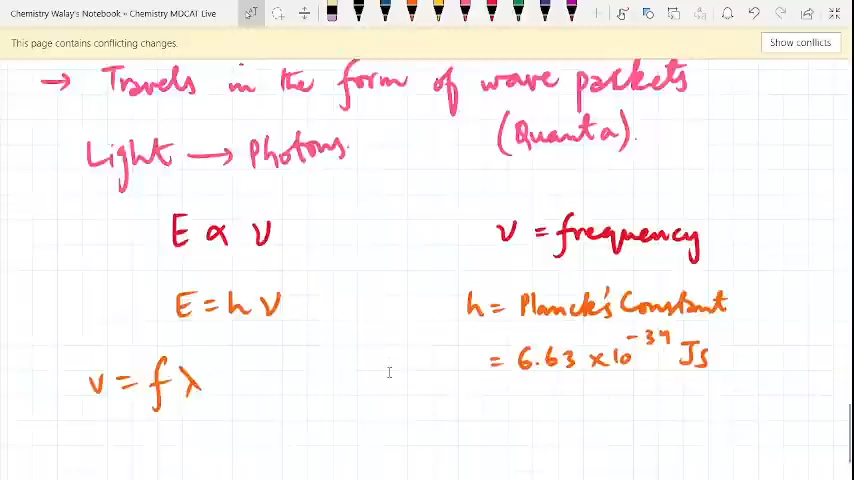 Chemistry Walay's Notebook » Chemistry MDCAT Live
This page contains conflicting changes.
Show conflicts
→ Travels in the form of wave packets
(Quanta).
Light → Photons.
E ∝ ν
ν = frequency
E = hν
h = Planck's Constant
= 6.63 × 10⁻³⁴ Js
v = fλ